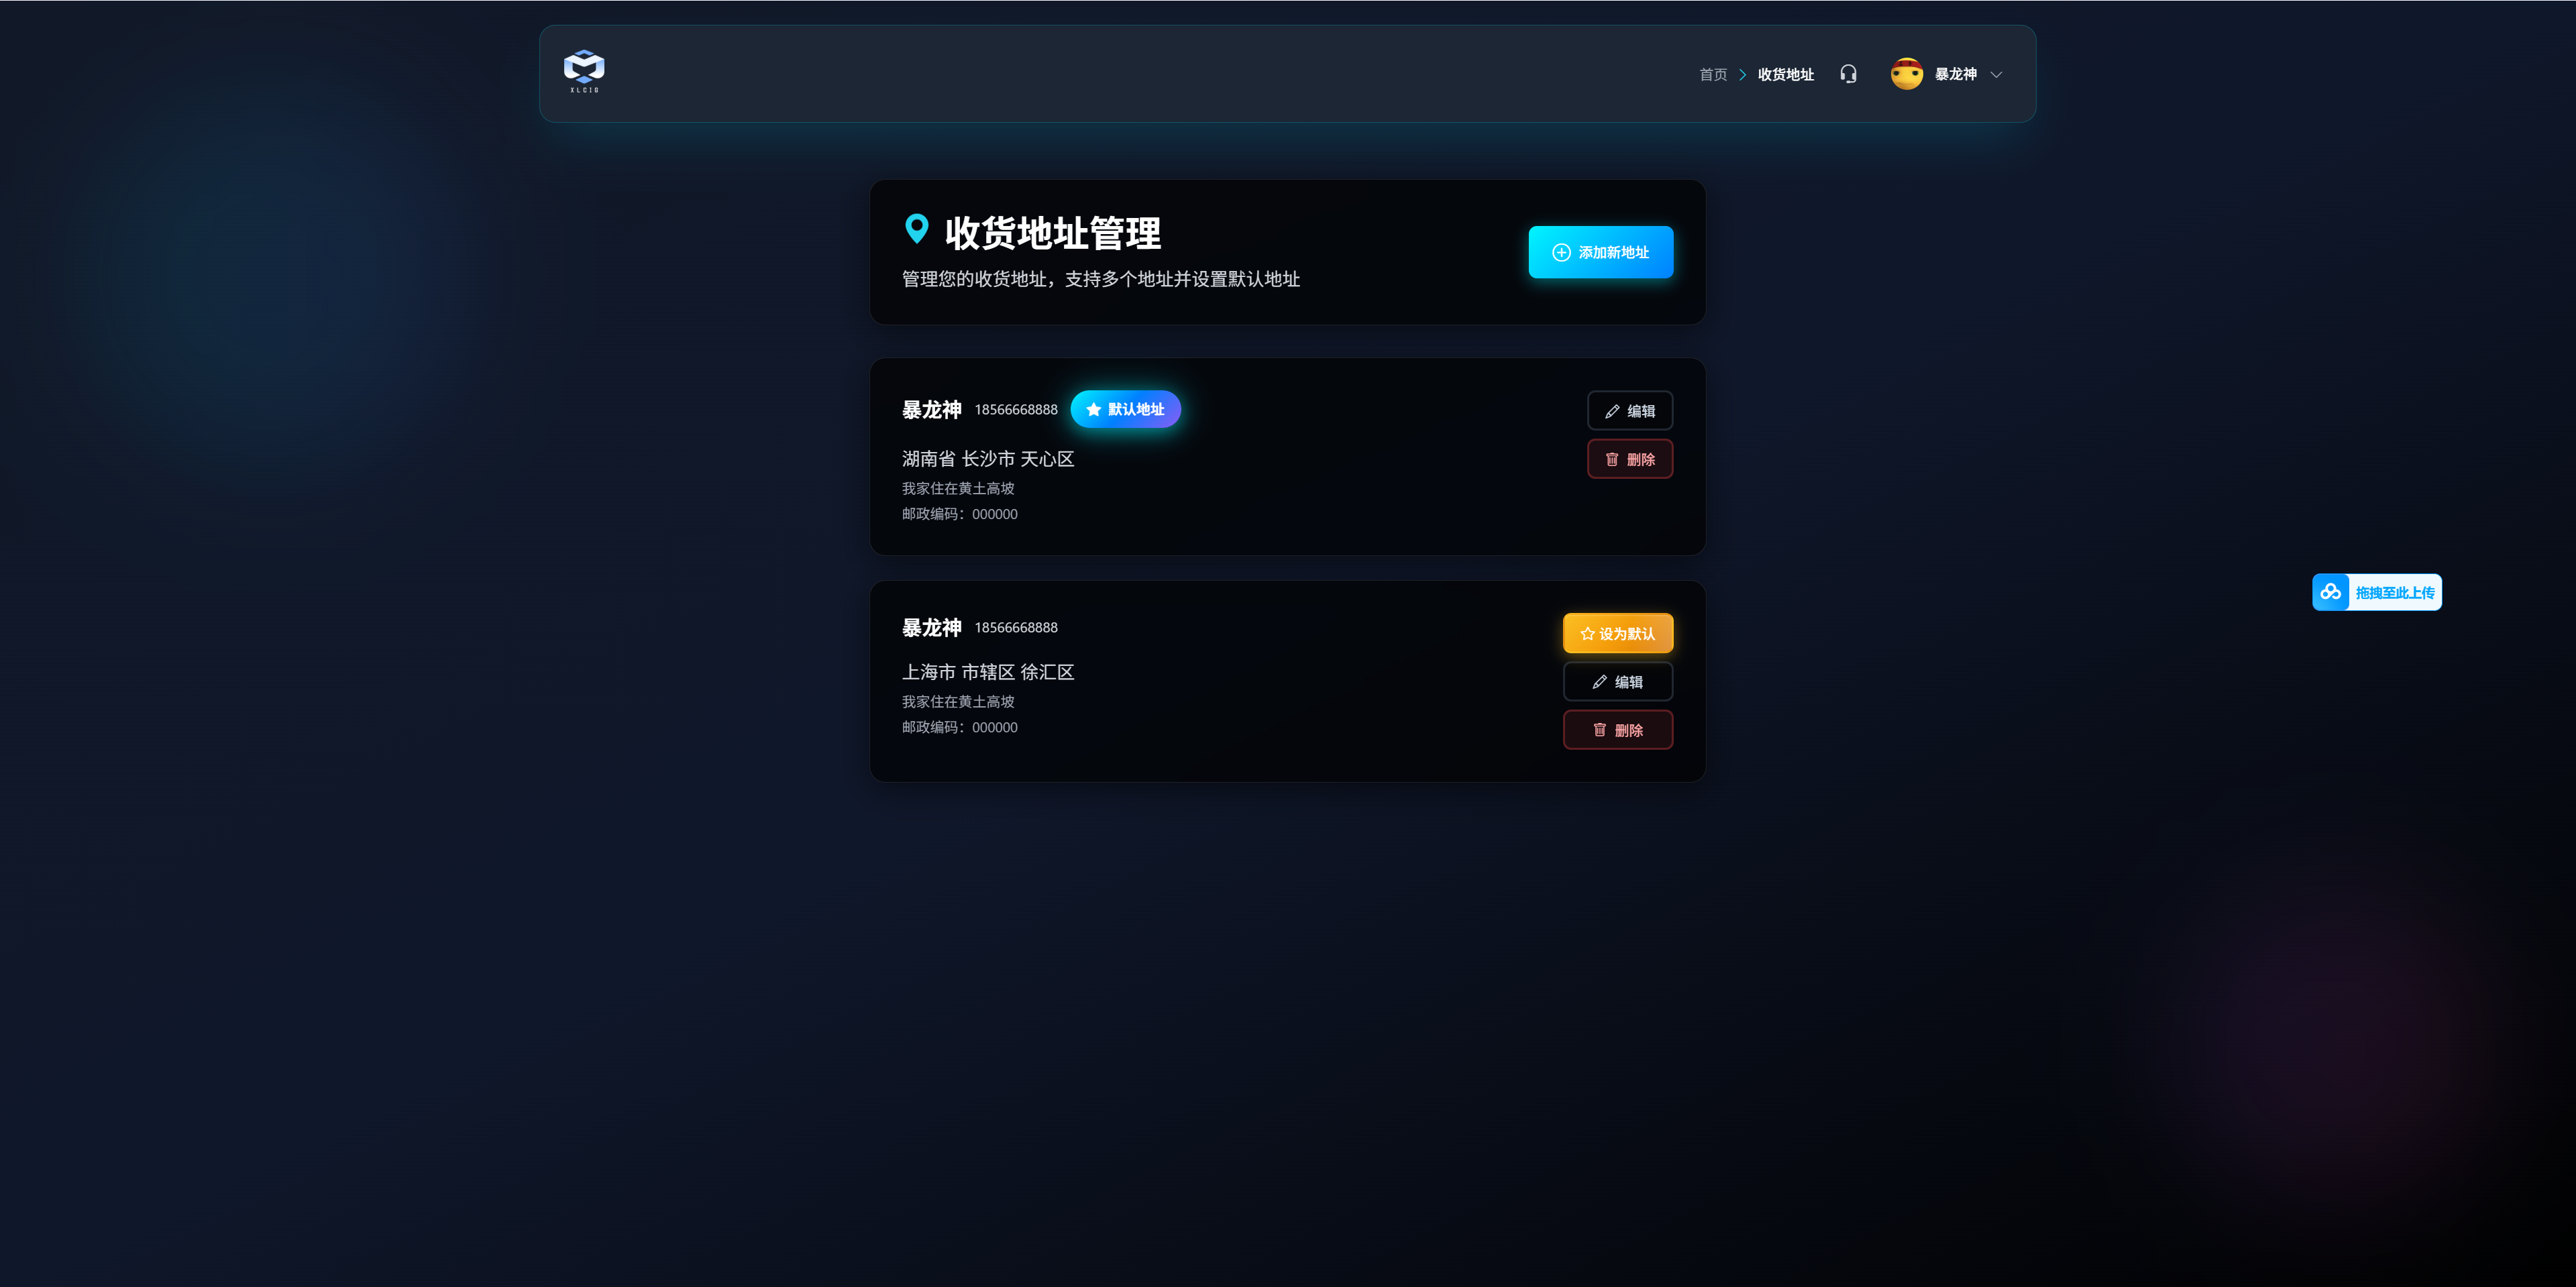 XLCIG
首页 收货地址 暴龙神
收货地址管理
管理您的收货地址，支持多个地址并设置默认地址
添加新地址
暴龙神 18566668888 默认地址
编辑
湖南省 长沙市 天心区
删除
我家住在黄土高坡
邮政编码：000000
拖拽至此上传
暴龙神 18566668888
设为默认
上海市 市辖区 徐汇区
编辑
我家住在黄土高坡
邮政编码：000000
删除